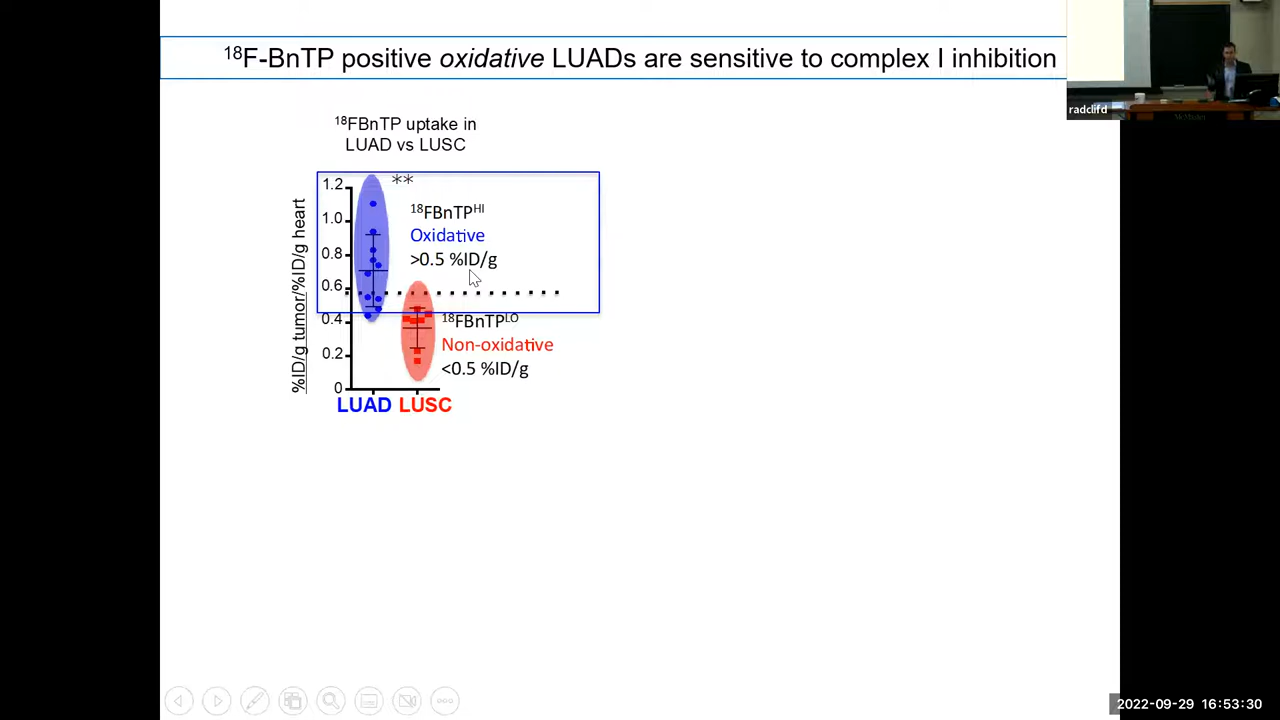 18F-BnTP positive oxidative LUADs are sensitive to complex I inhibition
radclifd
18FBnTP uptake in
LUAD vs LUSC
%ID/g tumor/%ID/g heart
1.2
1.0
0.8
0.6
0.4
0.2
0
**
18FBnTPHI
Oxidative
>0.5 %ID/g
18FBnTPLO
Non-oxidative
<0.5 %ID/g
LUAD LUSC
2022-09-29 16:53:30